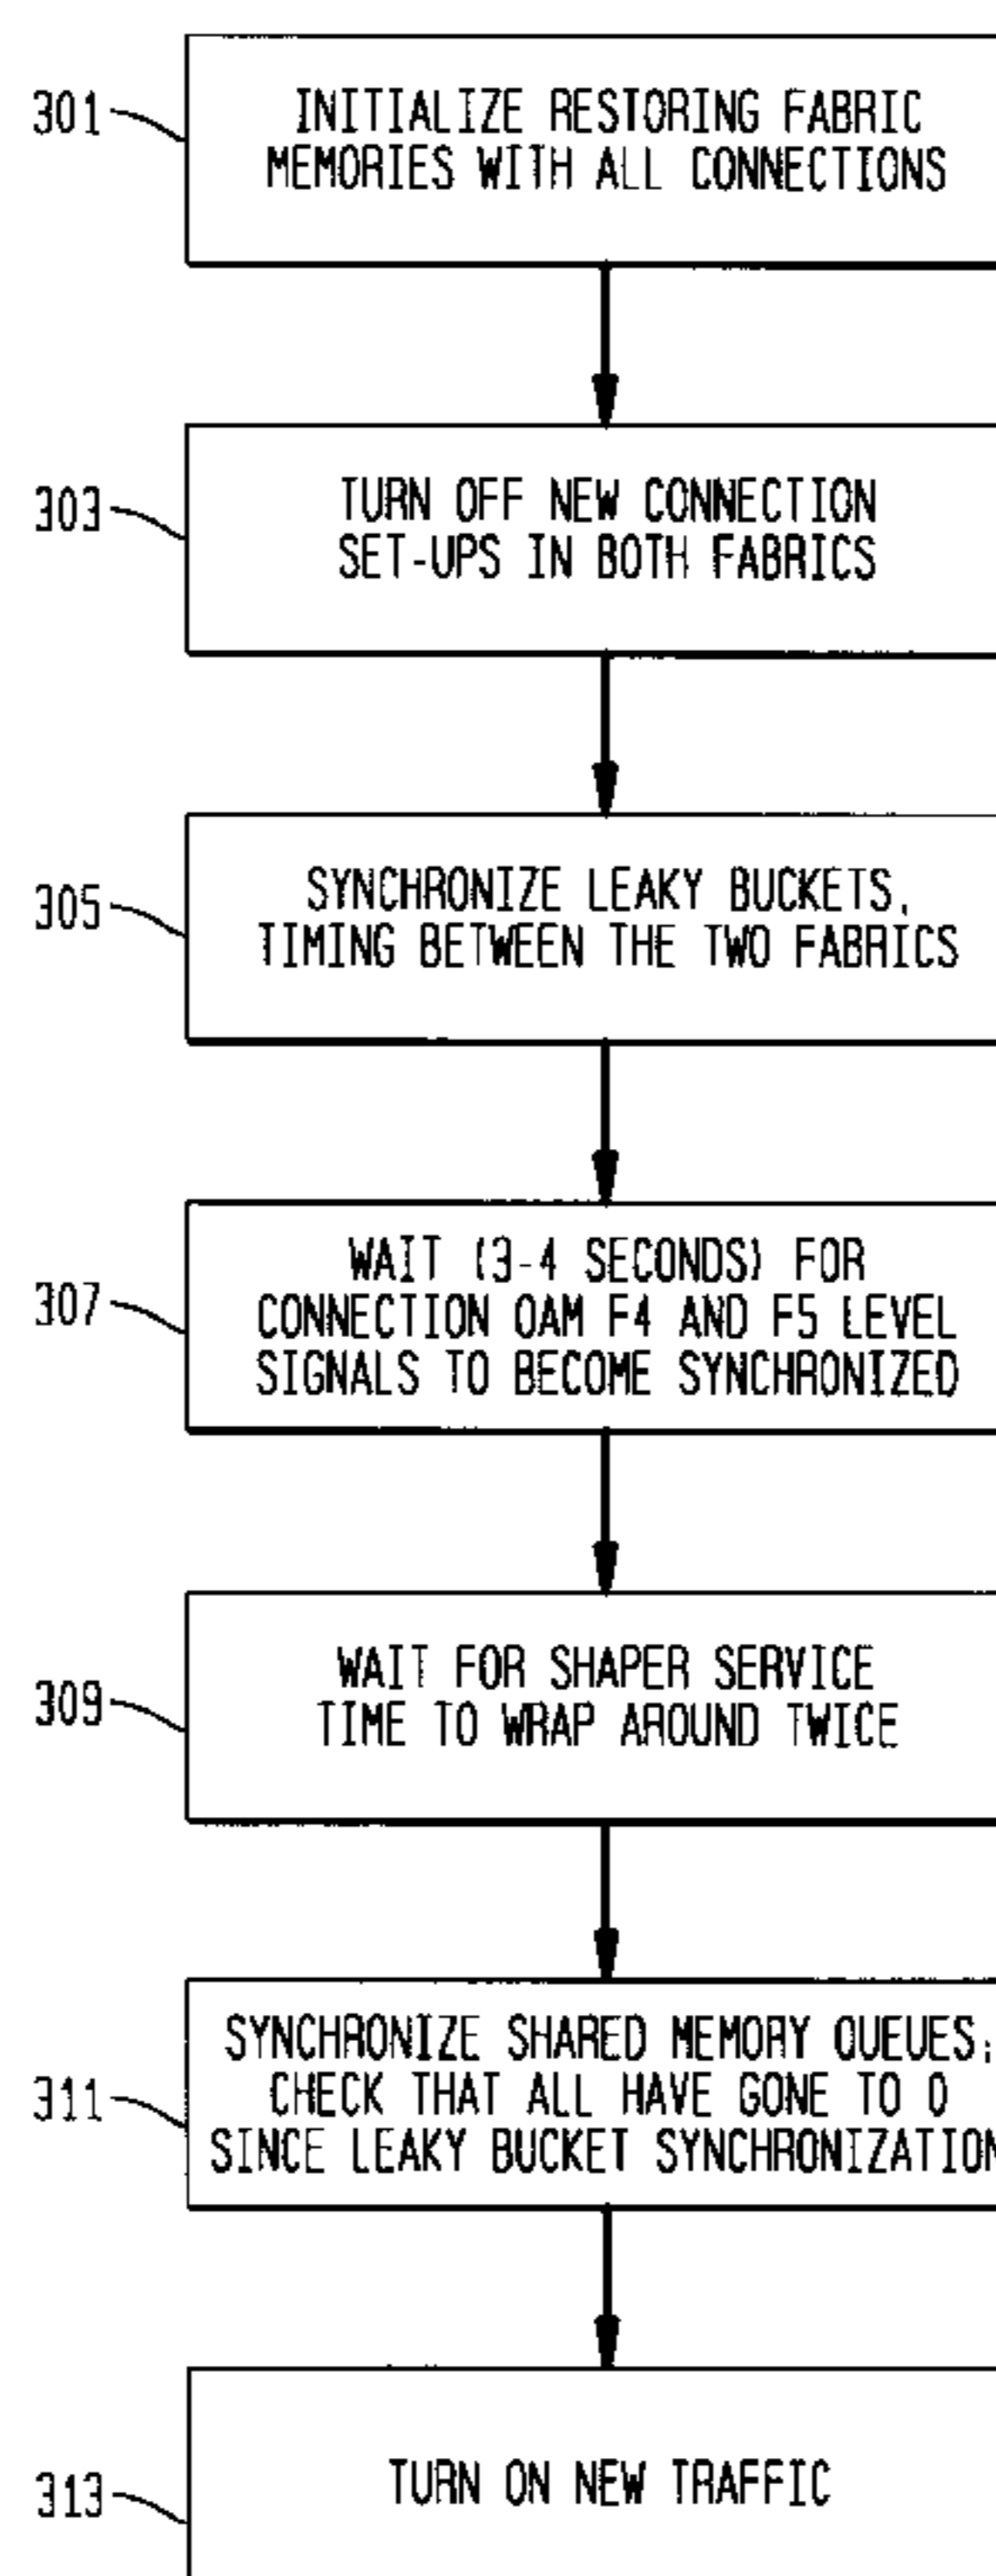 301
INITIALIZE RESTORING FABRIC
MEMORIES WITH ALL CONNECTIONS
303
TURN OFF NEW CONNECTION
SET-UPS IN BOTH FABRICS
305
SYNCHRONIZE LEAKY BUCKETS,
TIMING BETWEEN THE TWO FABRICS
307
WAIT (3-4 SECONDS) FOR
CONNECTION OAM F4 AND F5 LEVEL
SIGNALS TO BECOME SYNCHRONIZED
309
WAIT FOR SHAPER SERVICE
TIME TO WRAP AROUND TWICE
311
SYNCHRONIZE SHARED MEMORY QUEUES;
CHECK THAT ALL HAVE GONE TO 0
SINCE LEAKY BUCKET SYNCHRONIZATION
313
TURN ON NEW TRAFFIC